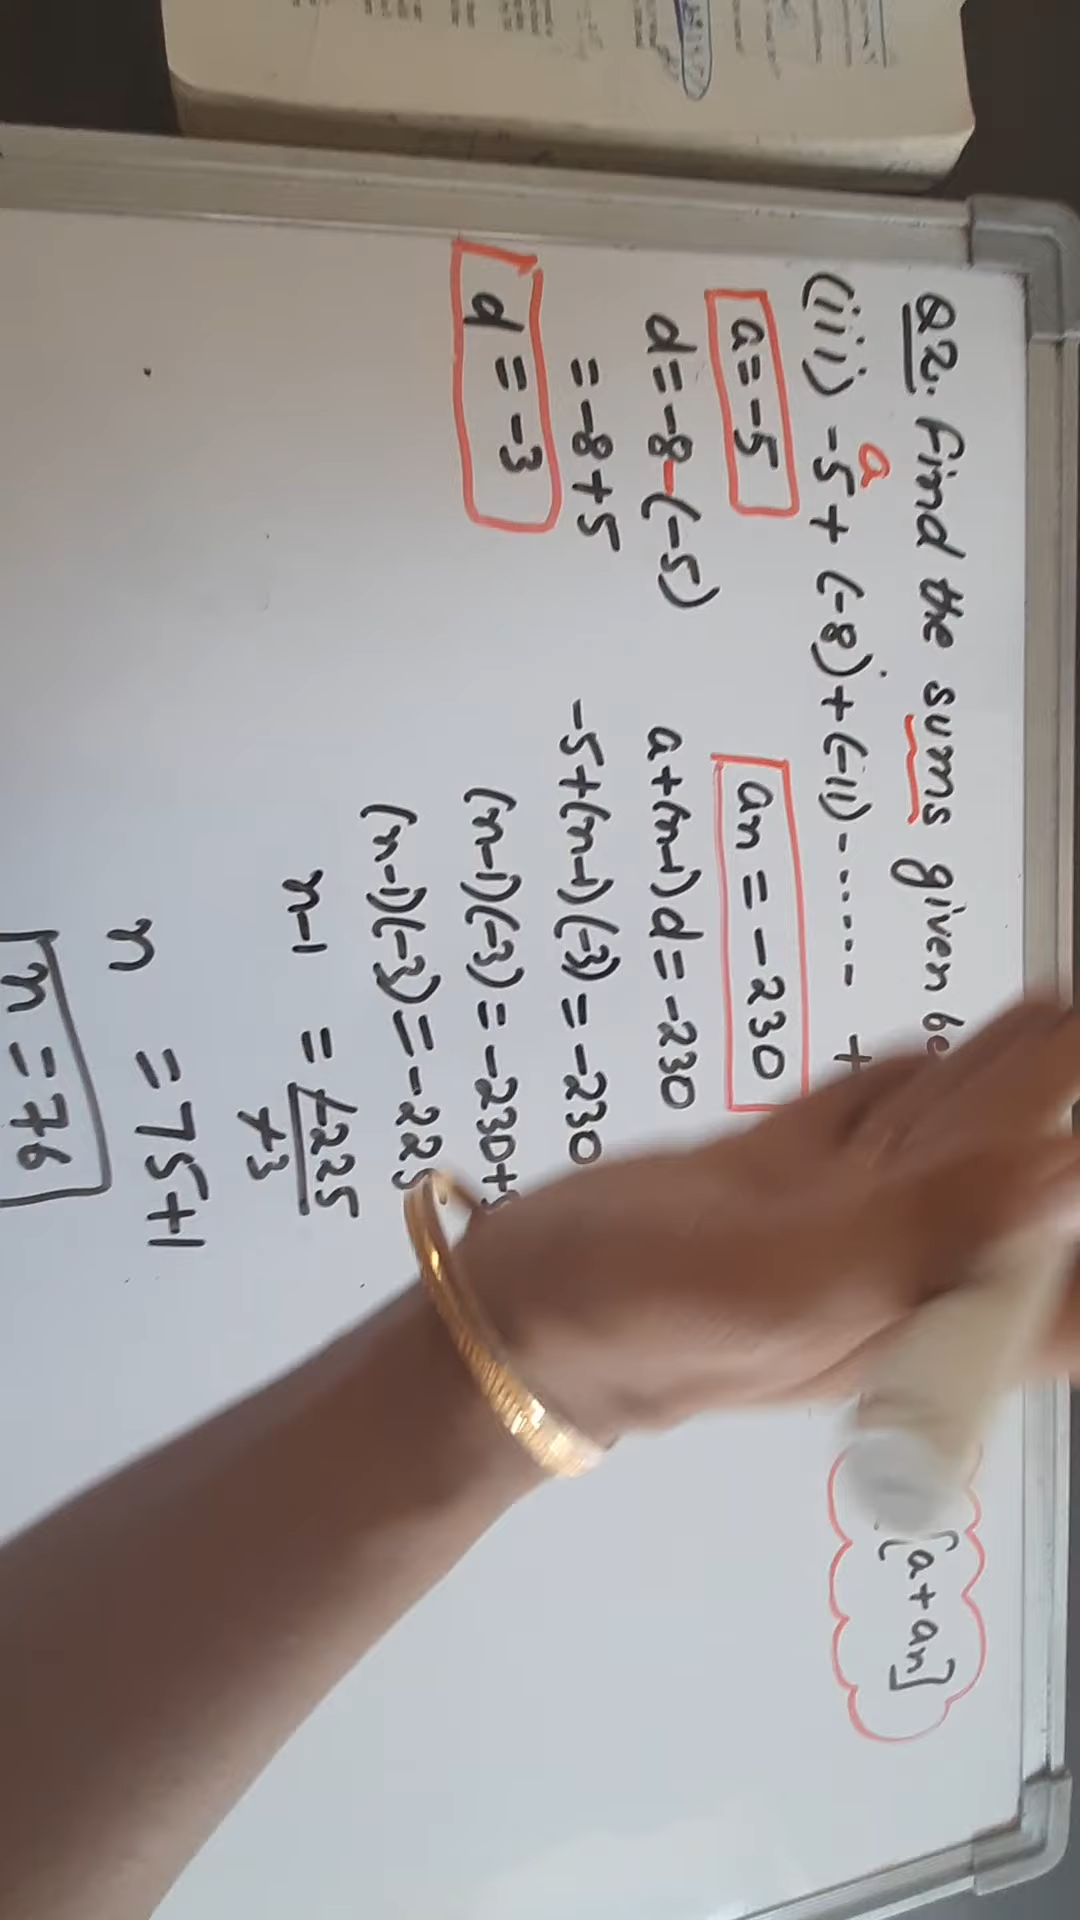 Q2. Find the sums given be
(iii) -5 + (-8) + (-11) ------ +
a
a = -5
d = -8 - (-5)
= -8 + 5
d = -3
an = -230
a + (n-1) d = -230
-5 + (n-1) (-3) = -230
(n-1) (-3) = -230 + 5
(n-1) (-3) = -225
n-1 = -225
-3
n = 75 + 1
n = 76
[a + an]